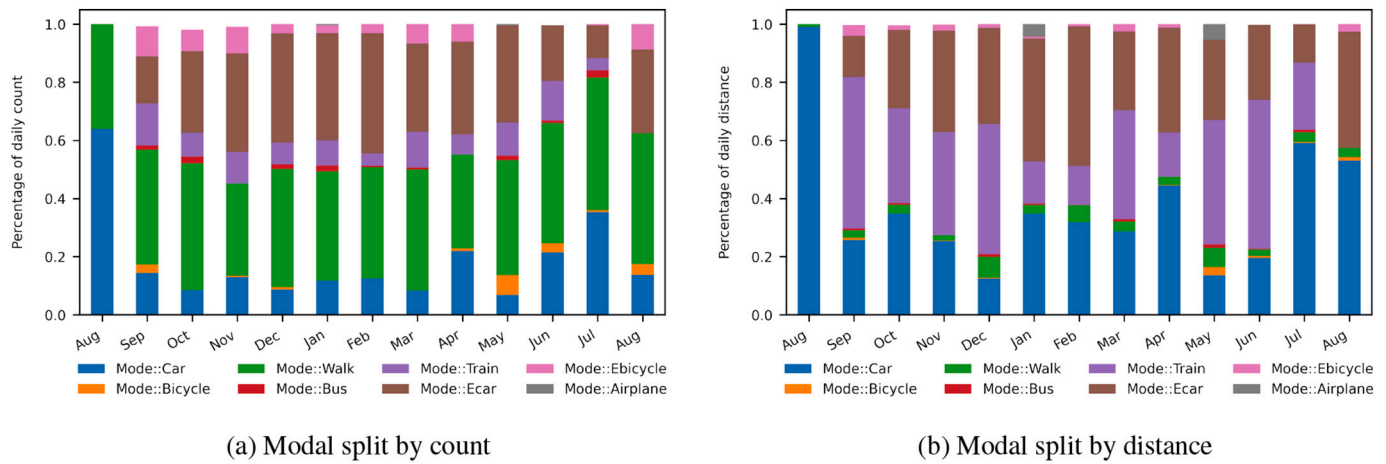 Percentage of daily count
1.0
0.8
0.6
0.4
0.2
0.0
Aug Sep Oct Nov Dec Jan Feb Mar Apr May Jun Jul Aug
Mode::Car Mode::Walk Mode::Train Mode::Ebicycle
Mode::Bicycle Mode::Bus Mode::Ecar Mode::Airplane
(a) Modal split by count
Percentage of daily distance
1.0
0.8
0.6
0.4
0.2
0.0
Aug Sep Oct Nov Dec Jan Feb Mar Apr May Jun Jul Aug
Mode::Car Mode::Walk Mode::Train Mode::Ebicycle
Mode::Bicycle Mode::Bus Mode::Ecar Mode::Airplane
(b) Modal split by distance